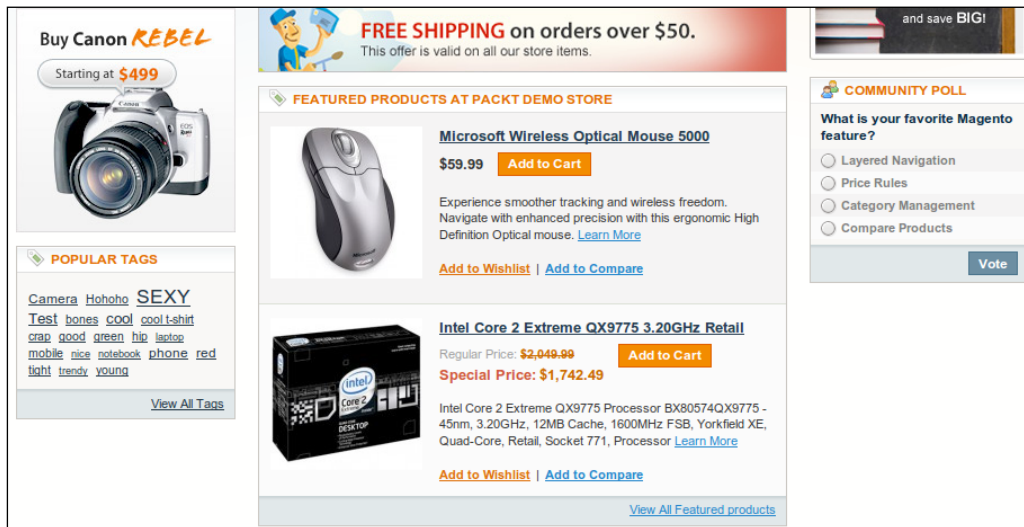 Buy Canon REBEL
Starting at $499
Canon
EOS
POPULAR TAGS
Camera Hohoho SEXY
Test bones cool cool t-shirt
crap good green hip laptop
mobile nice notebook phone red
tight trendy young
View All Tags
FREE SHIPPING on orders over $50.
This offer is valid on all our store items.
FEATURED PRODUCTS AT PACKT DEMO STORE
Microsoft Wireless Optical Mouse 5000
$59.99 Add to Cart
Experience smoother tracking and wireless freedom.
Navigate with enhanced precision with this ergonomic High
Definition Optical mouse. Learn More
Add to Wishlist | Add to Compare
Microsoft
Intel Core 2 Extreme QX9775 3.20GHz Retail
Regular Price: $2,049.99 Add to Cart
Special Price: $1,742.49
Intel Core 2 Extreme QX9775 Processor BX80574QX9775 -
45nm, 3.20GHz, 12MB Cache, 1600MHz FSB, Yorkfield XE,
Quad-Core, Retail, Socket 771, Processor Learn More
Add to Wishlist | Add to Compare
intel
Core 2
DESKTOP
View All Featured products
and save BIG!
COMMUNITY POLL
What is your favorite Magento
feature?
Layered Navigation
Price Rules
Category Management
Compare Products
Vote